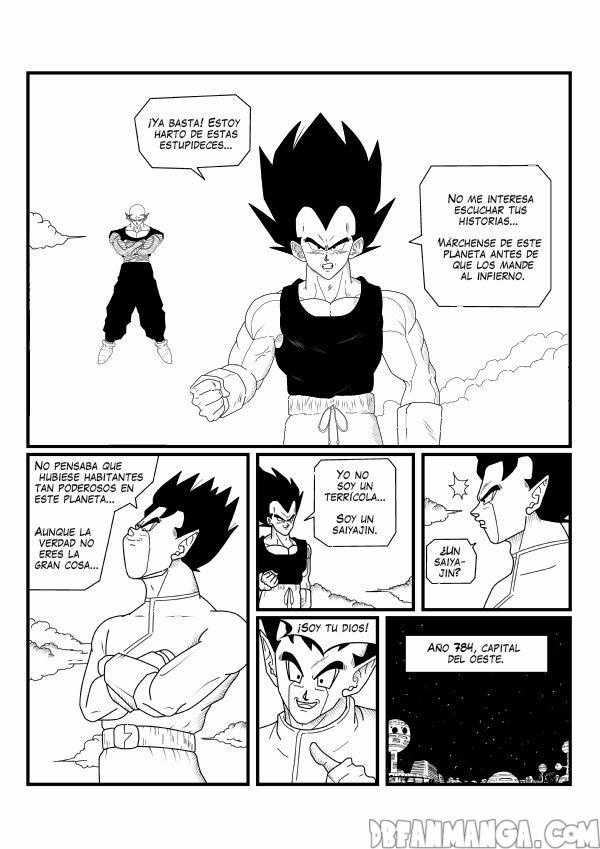 ¡YA BASTA! ESTOY
HARTO DE ESTAS
ESTUPIDECES...
NO ME INTERESA
ESCUCHAR TUS
HISTORIAS...
MÁRCHENSE DE ESTE
PLANETA ANTES DE
QUE LOS MANDE
AL INFIERNO.
NO PENSABA QUE
HUBIESE HABITANTES
TAN PODEROSOS EN
ESTE PLANETA...
AUNQUE LA
VERDAD NO
ERES LA
GRAN COSA...
YO NO
SOY UN
TERRÍCOLA...
SOY UN
SAIYAJIN.
¿UN
SAIYA-
JIN?
¡SOY TU DIOS!
AÑO 784, CAPITAL
DEL OESTE.
DBFANMANGA.COM